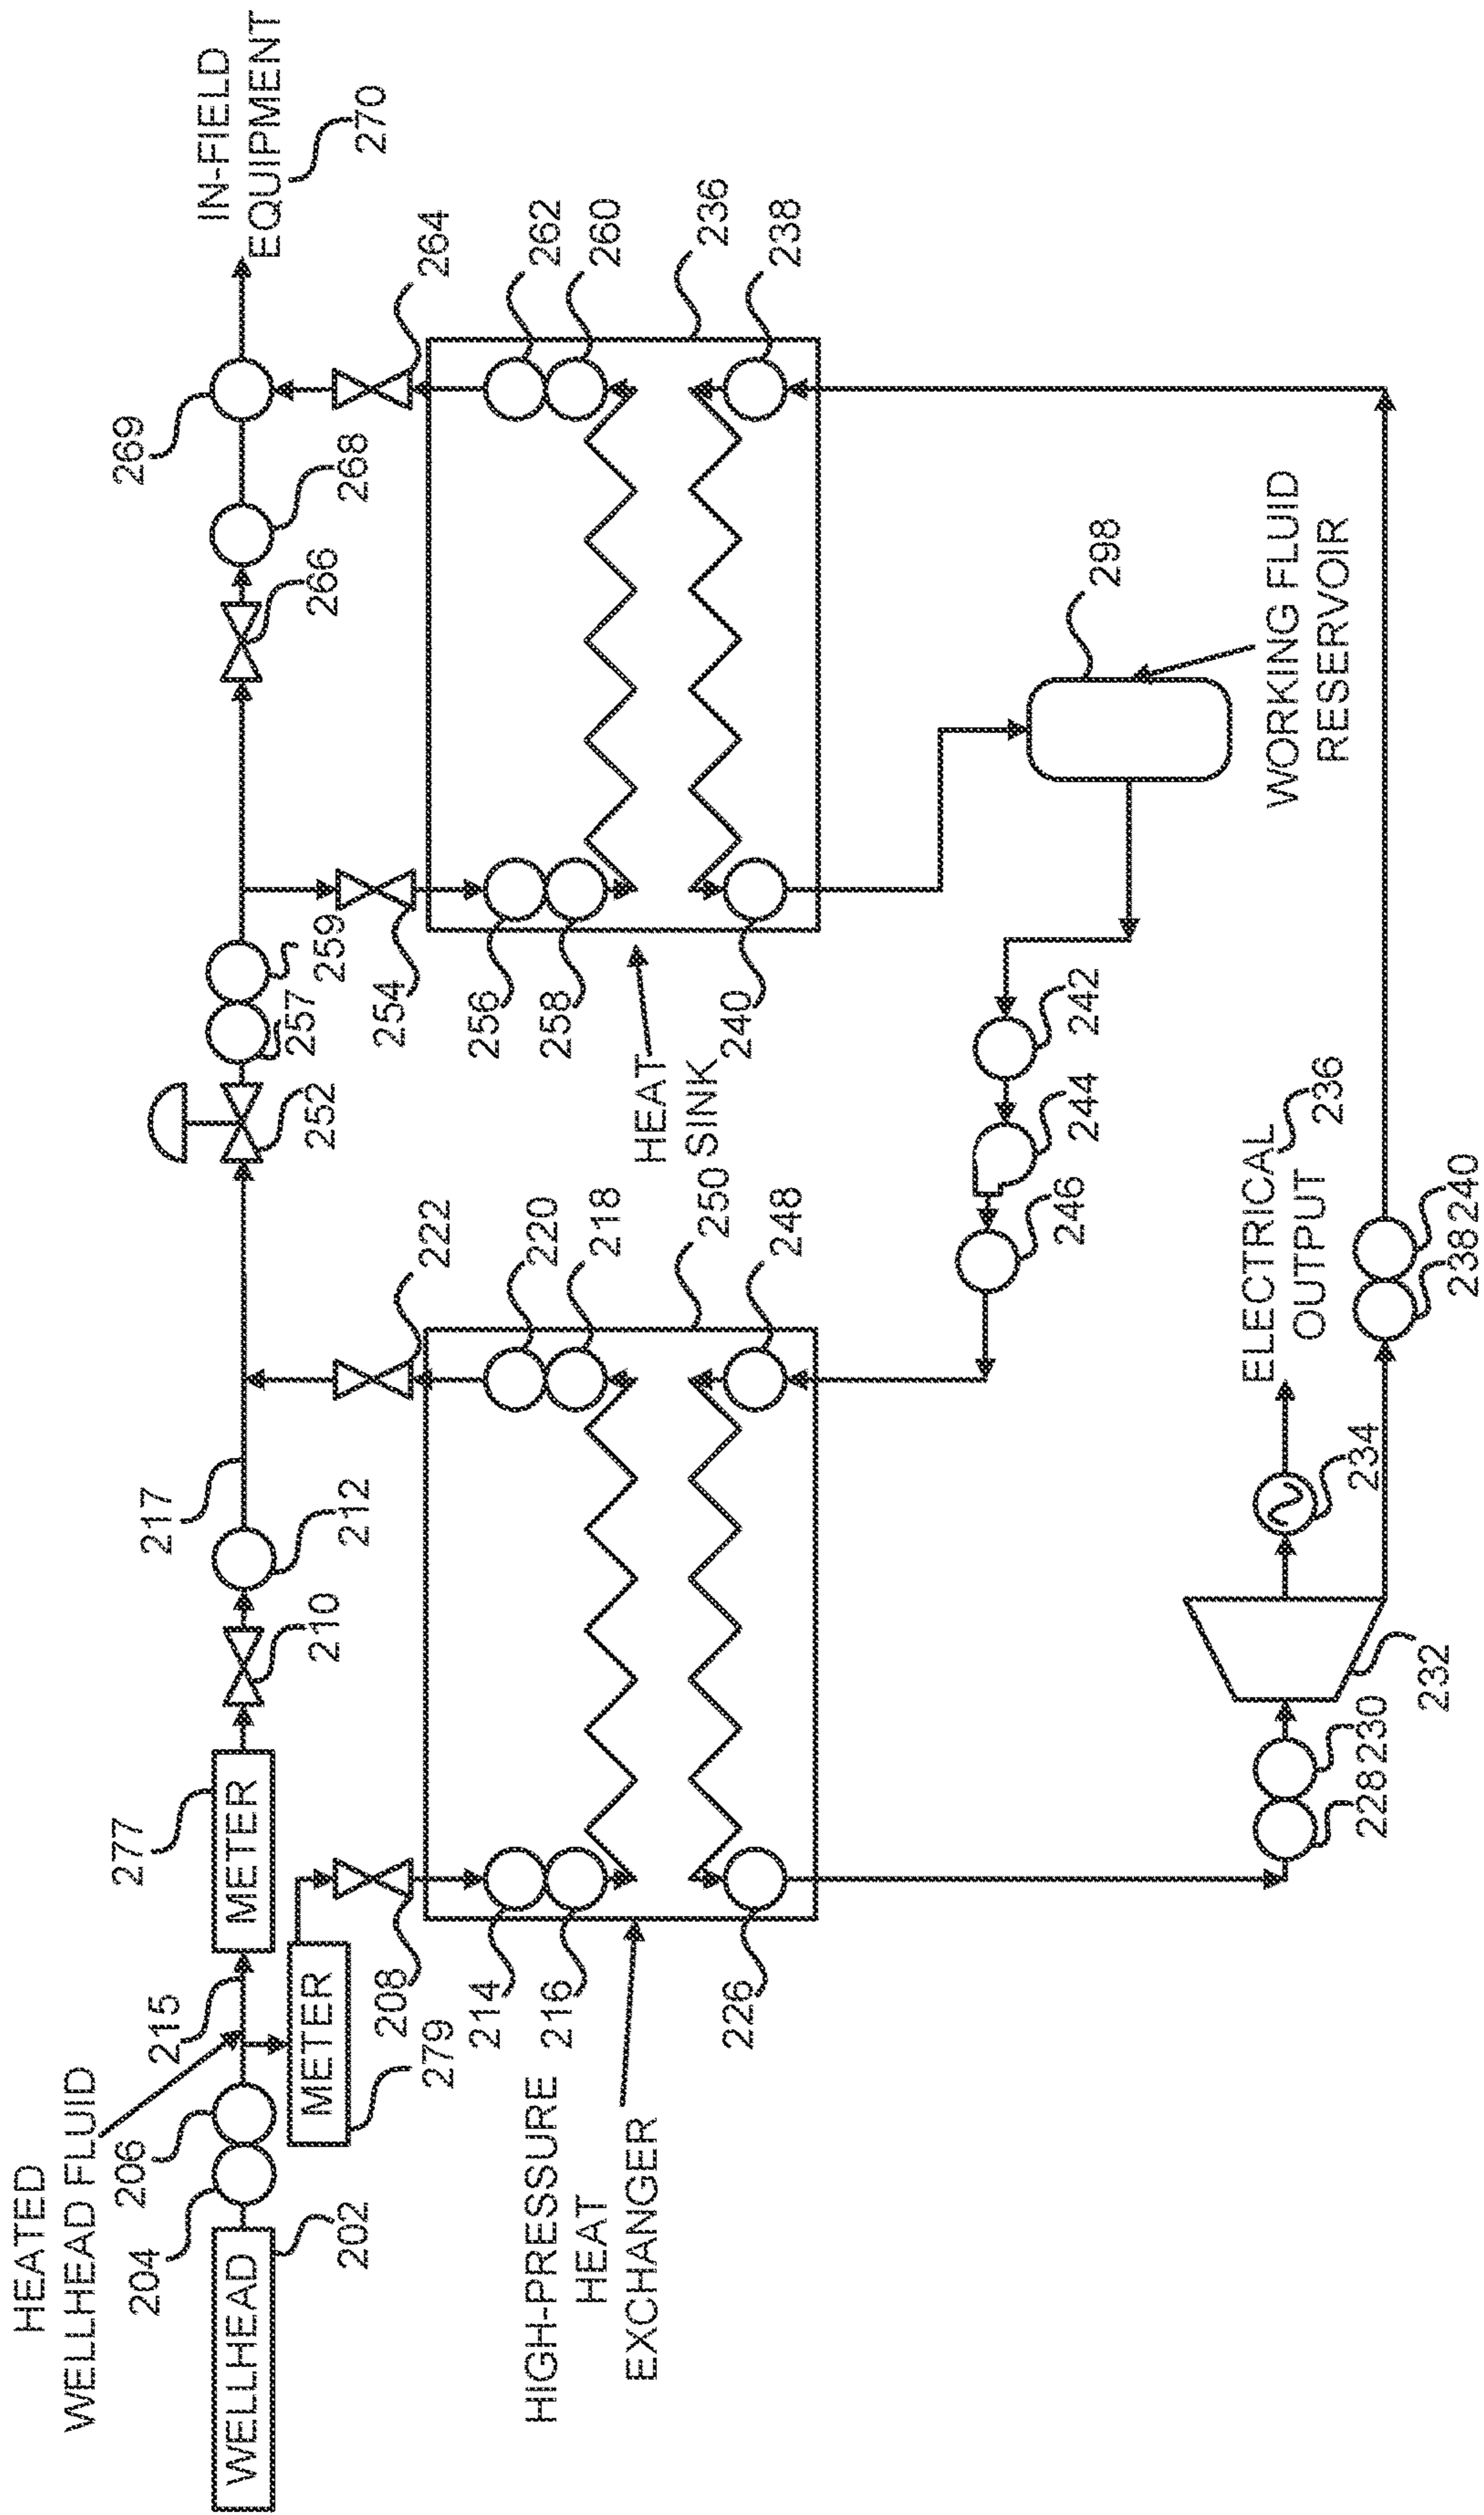 HEATED
WELLHEAD FLUID
204
206
215
277
217
269
IN-FIELD
EQUIPMENT
270
WELLHEAD
METER
202
METER
279
210
212
252
257
259
266
268
208
222
254
264
214
220
256
262
216
218
258
260
HIGH-PRESSURE
HEAT
EXCHANGER
226
250
248
HEAT
SINK
240
236
238
246
244
242
298
WORKING FLUID
RESERVOIR
ELECTRICAL
OUTPUT
236
228
230
234
232
238
240